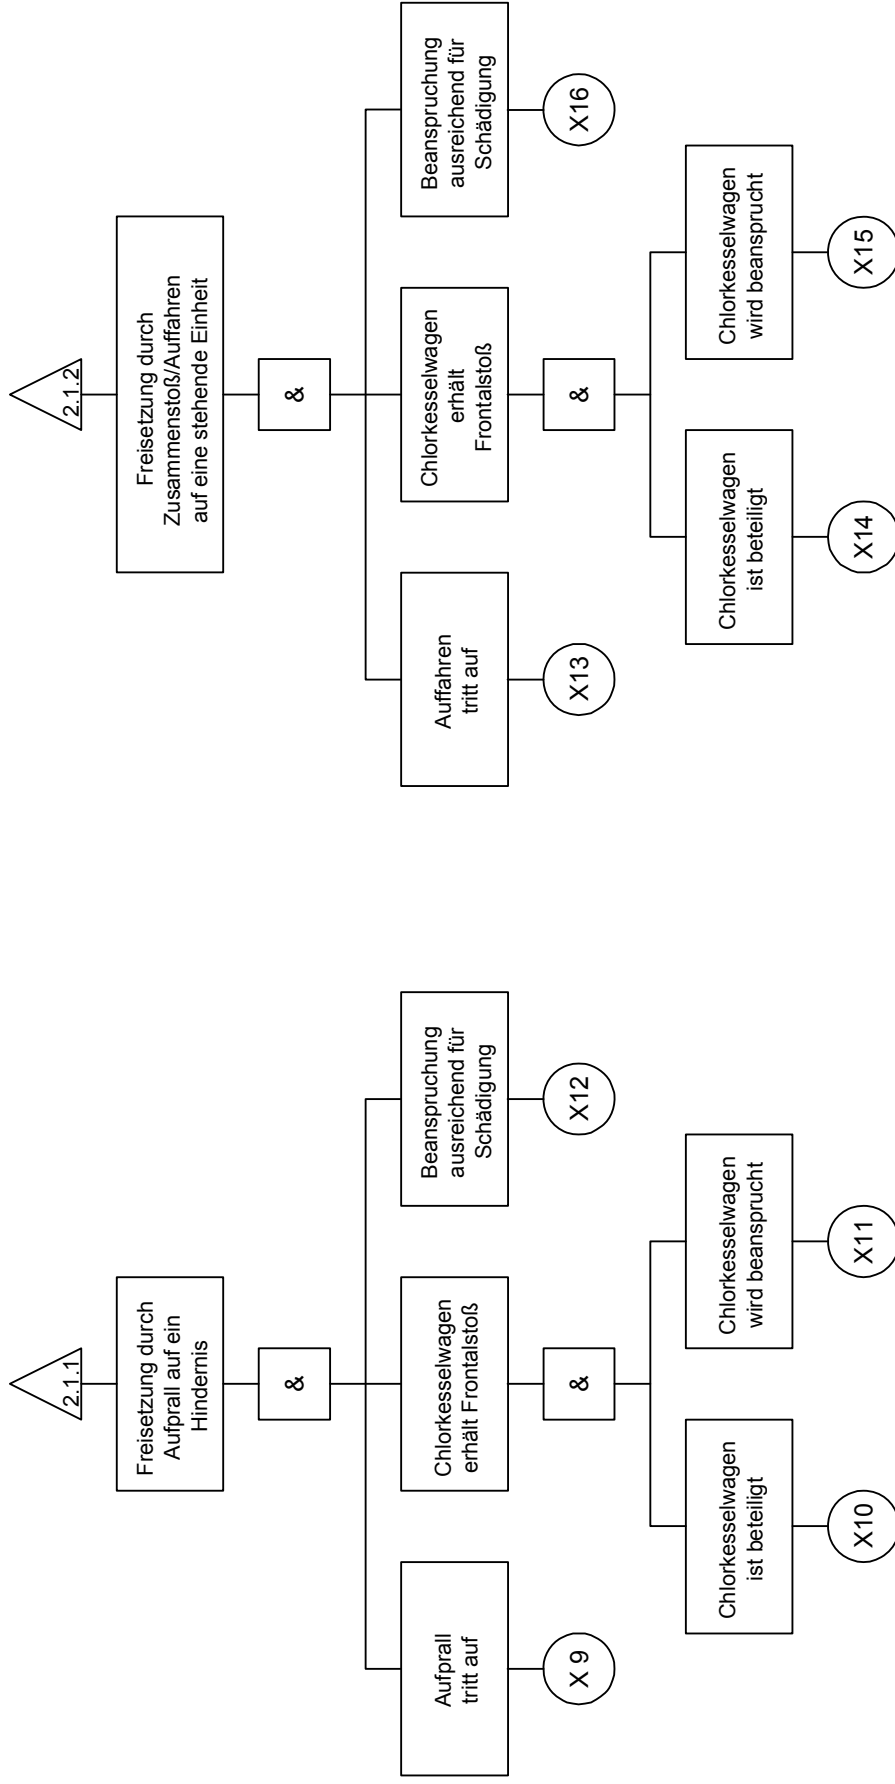 2.1.1
Freisetzung durch
Aufprall auf ein
Hindernis
&
Aufprall
tritt auf
X 9
Chlorkesselwagen
erhält Frontalstoß
&
Chlorkesselwagen
ist beteiligt
X10
Chlorkesselwagen
wird beansprucht
X11
Beanspruchung
ausreichend für
Schädigung
X12
2.1.2
Freisetzung durch
Zusammenstoß/Auffahren
auf eine stehende Einheit
&
Auffahren
tritt auf
X13
Chlorkesselwagen
erhält
Frontalstoß
&
Chlorkesselwagen
ist beteiligt
X14
Chlorkesselwagen
wird beansprucht
X15
Beanspruchung
ausreichend für
Schädigung
X16